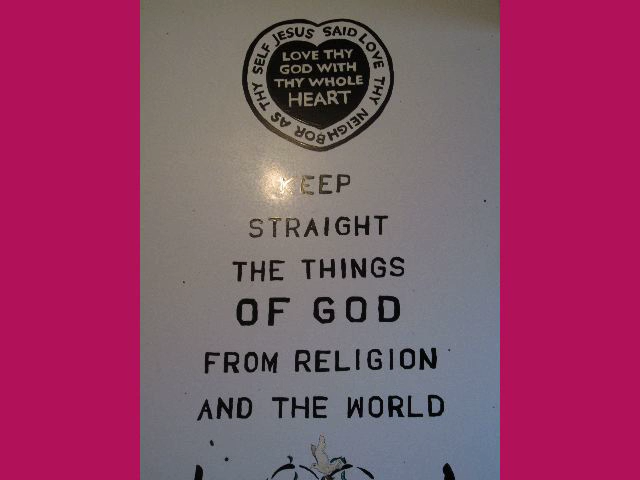 JESUS SAID LOVE THY NEIGHBOR AS THY SELF
LOVE THY
GOD WITH
THY WHOLE
HEART
KEEP
STRAIGHT
THE THINGS
OF GOD
FROM RELIGION
AND THE WORLD